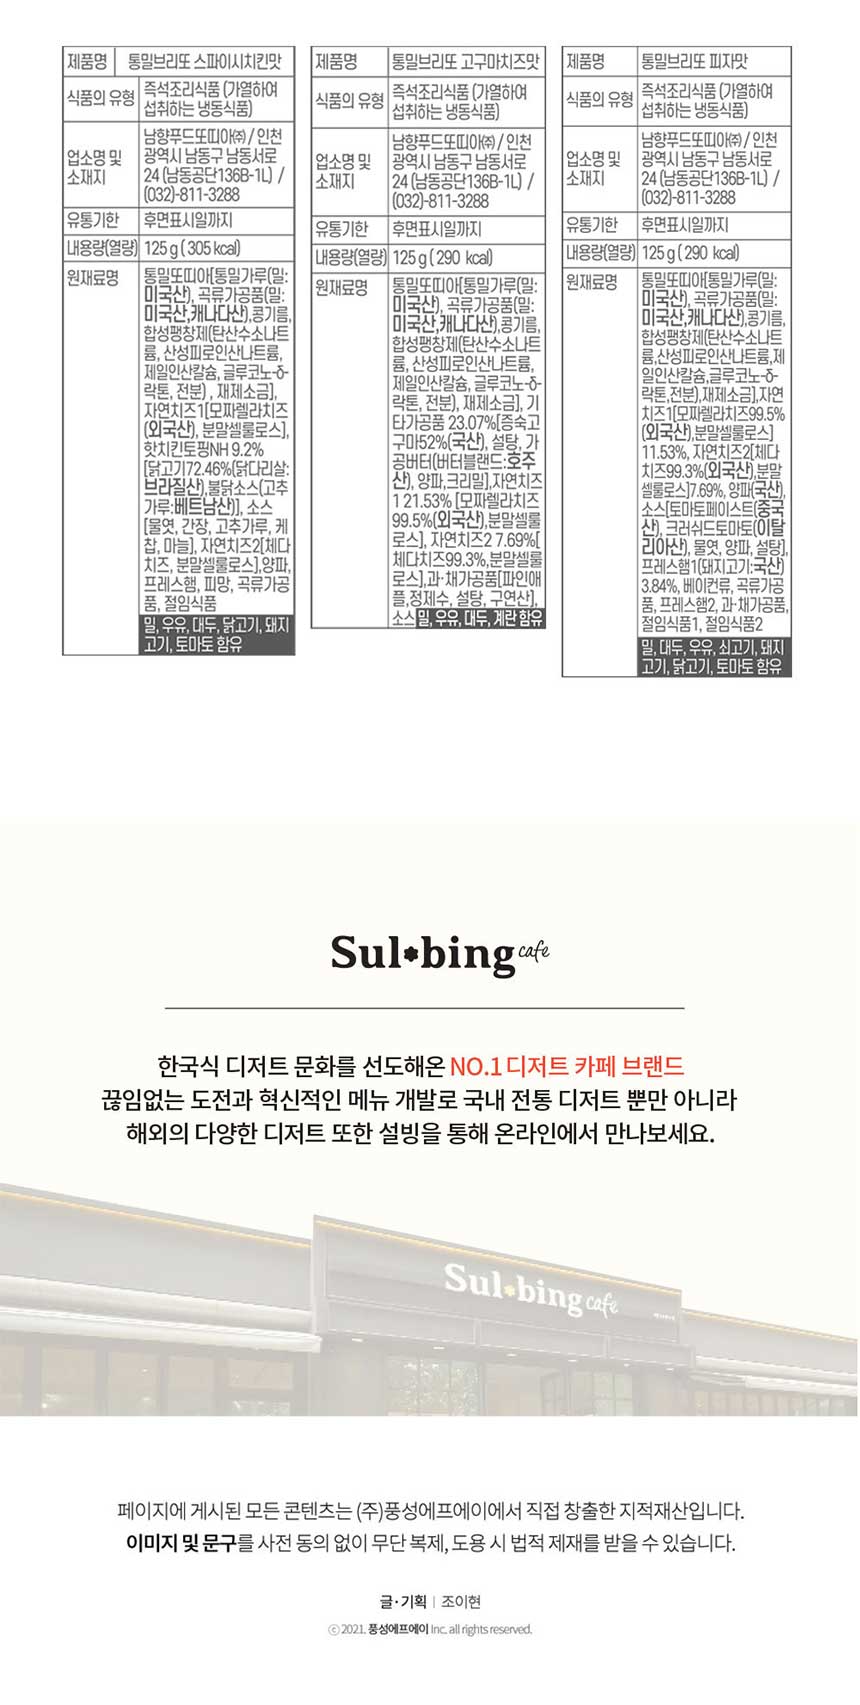 제품명 통밀브리또 스파이시치킨맛
식품의 유형 즉석조리식품 (가열하여
섭취하는 냉동식품)
업소명 및
소재지
남향푸드또띠아㈜ / 인천
광역시 남동구 남동서로
24 (남동공단136B-1L) /
(032)-811-3288
유통기한 후면표시일까지
내용량(열량) 125 g ( 305 kcal)
원재료명 통밀또띠아[통밀가루(밀:
미국산), 곡류가공품(밀:
미국산,캐나다산),콩기름,
합성팽창제(탄산수소나트
륨, 산성피로인산나트륨,
제일인산칼슘, 글루코노-δ-
락톤, 전분) , 재제소금],
자연치즈1[모짜렐라치즈
(외국산), 분말셀룰로스],
핫치킨토핑NH 9.2%
[닭고기72.46%(닭다리살:
브라질산),불닭소스(고추
가루:베트남산)], 소스
[물엿, 간장, 고추가루, 케
찹, 마늘], 자연치즈2[체다
치즈, 분말셀룰로스],양파,
프레스햄, 피망, 곡류가공
품, 절임식품
밀, 우유, 대두, 닭고기, 돼지
고기, 토마토 함유
제품명 통밀브리또 고구마치즈맛
식품의 유형 즉석조리식품 (가열하여
섭취하는 냉동식품)
업소명 및
소재지
남향푸드또띠아㈜ / 인천
광역시 남동구 남동서로
24 (남동공단136B-1L) /
(032)-811-3288
유통기한 후면표시일까지
내용량(열량) 125 g ( 290 kcal)
원재료명 통밀또띠아[통밀가루(밀:
미국산), 곡류가공품(밀:
미국산,캐나다산),콩기름,
합성팽창제(탄산수소나트
륨, 산성피로인산나트륨,
제일인산칼슘, 글루코노-δ-
락톤, 전분), 재제소금], 기
타가공품 23.07%[증숙고
구마52%(국산), 설탕, 가
공버터(버터블랜드:호주
산), 양파,크리밀],자연치즈
1 21.53% [모짜렐라치즈
99.5%(외국산),분말셀룰
로스], 자연치즈2 7.69%[
체다치즈99.3%,분말셀룰
로스],과·채가공품[파인애
플,정제수, 설탕, 구연산],
소스 밀, 우유, 대두, 계란 함유
제품명 통밀브리또 피자맛
식품의 유형 즉석조리식품 (가열하여
섭취하는 냉동식품)
업소명 및
소재지
남향푸드또띠아㈜ / 인천
광역시 남동구 남동서로
24 (남동공단136B-1L) /
(032)-811-3288
유통기한 후면표시일까지
내용량(열량) 125 g ( 290 kcal)
원재료명 통밀또띠아[통밀가루(밀:
미국산), 곡류가공품(밀:
미국산,캐나다산),콩기름,
합성팽창제(탄산수소나트
륨,산성피로인산나트륨,제
일인산칼슘,글루코노-δ-
락톤,전분),재제소금],자연
치즈1[모짜렐라치즈99.5%
(외국산),분말셀룰로스]
11.53%, 자연치즈2[체다
치즈99.3%(외국산),분말
셀룰로스]7.69%, 양파(국산),
소스[토마토페이스트(중국
산), 크러쉬드토마토(이탈
리아산), 물엿, 양파, 설탕],
프레스햄1(돼지고기:국산)
3.84%, 베이컨류, 곡류가공
품, 프레스햄2, 과·채가공품,
절임식품1, 절임식품2
밀, 대두, 우유, 쇠고기, 돼지
고기, 닭고기, 토마토 함유
Sul bing cafe
한국식 디저트 문화를 선도해온 NO.1 디저트 카페 브랜드
끊임없는 도전과 혁신적인 메뉴 개발로 국내 전통 디저트 뿐만 아니라
해외의 다양한 디저트 또한 설빙을 통해 온라인에서 만나보세요.
Sul bing cafe
페이지에 게시된 모든 콘텐츠는 (주)풍성에프에이에서 직접 창출한 지적재산입니다.
이미지 및 문구를 사전 동의 없이 무단 복제, 도용 시 법적 제재를 받을 수 있습니다.
글·기획 | 조이현
ⓒ 2021. 풍성에프에이 Inc. all rights reserved.